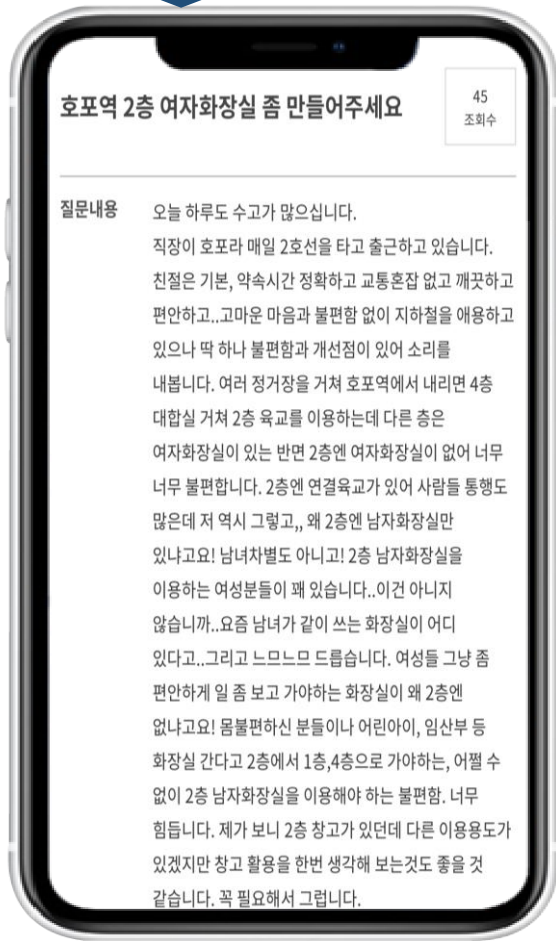 호포역 2층 여자화장실 좀 만들어주세요
45
조회수
질문내용
오늘 하루도 수고가 많으십니다.
직장이 호포라 매일 2호선을 타고 출근하고 있습니다.
친절은 기본, 약속시간 정확하고 교통혼잡 없고 깨끗하고
편안하고..고마운 마음과 불편함 없이 지하철을 애용하고
있으나 딱 하나 불편함과 개선점이 있어 소리를
내봅니다. 여러 정거장을 거쳐 호포역에서 내리면 4층
대합실 거쳐 2층 육교를 이용하는데 다른 층은
여자화장실이 있는 반면 2층엔 여자화장실이 없어 너무
너무 불편합니다. 2층엔 연결육교가 있어 사람들 통행도
많은데 저 역시 그렇고,, 왜 2층엔 남자화장실만
있냐고요! 남녀차별도 아니고! 2층 남자화장실을
이용하는 여성분들이 꽤 있습니다..이건 아니지
않습니까..요즘 남녀가 같이 쓰는 화장실이 어디
있다고..그리고 느므느므 드릅습니다. 여성들 그냥 좀
편안하게 일 좀 보고 가야하는 화장실이 왜 2층엔
없냐고요! 몸불편하신 분들이나 어린아이, 임산부 등
화장실 간다고 2층에서 1층,4층으로 가야하는, 어쩔 수
없이 2층 남자화장실을 이용해야 하는 불편함. 너무
힘듭니다. 제가 보니 2층 창고가 있던데 다른 이용용도가
있겠지만 창고 활용을 한번 생각해 보는것도 좋을 것
같습니다. 꼭 필요해서 그럽니다.